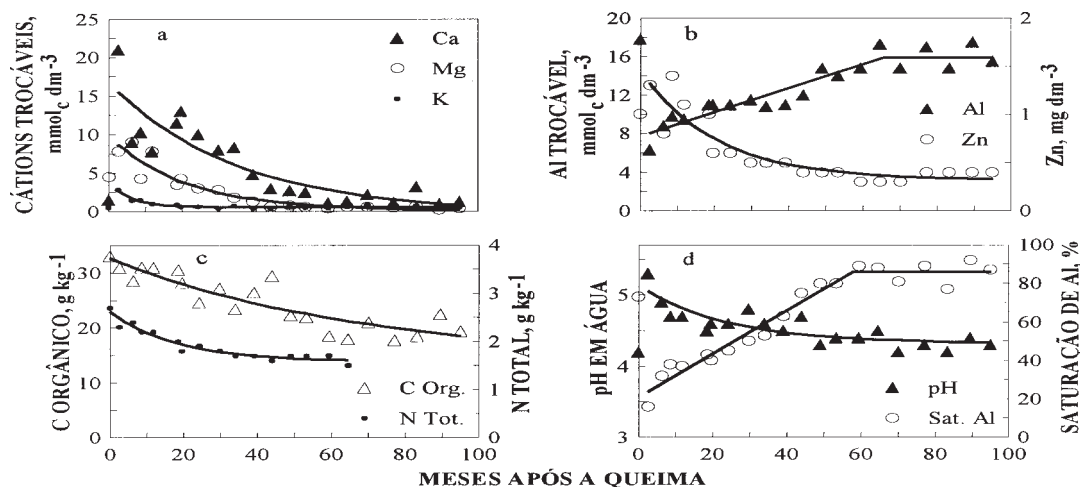 CÁTIONS TROCÁVEIS,
mmolc dm-3
25
20
15
10
5
0
a
Ca
Mg
K
Al TROCÁVEL,
mmolc dm-3
20
16
12
8
4
0
b
Al
Zn
2
1
0
Zn, mg dm-3
C ORGÂNICO, g kg-1
30
20
15
0
c
C Org.
N Tot.
4
3
2
1
0
N TOTAL, g kg-1
0 20 40 60 80 100
pH EM ÁGUA
5
4
3
d
pH
Sat. Al
100
80
60
40
20
0
SATURAÇÃO DE Al, %
0 20 40 60 80 100
MESES APÓS A QUEIMA